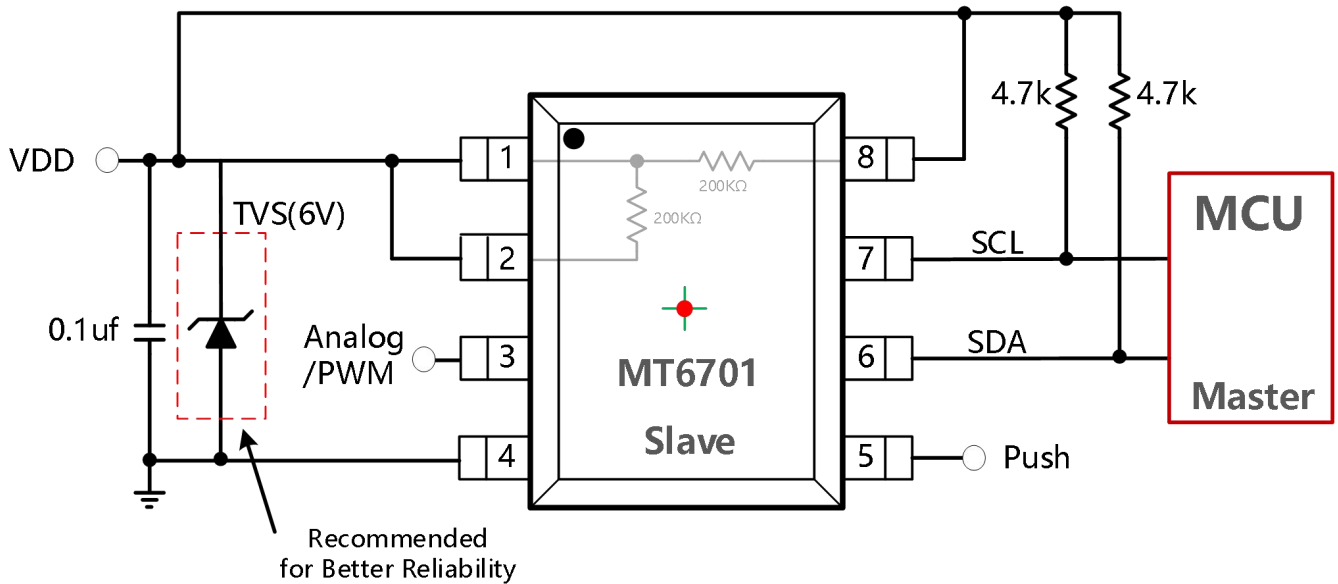 4.7k
4.7k
VDD
1
8
200KΩ
TVS(6V)
200KΩ
MCU
2
7
SCL
0.1uf
Analog
/PWM
3
6
SDA
MT6701
Master
Slave
4
5
Push
Recommended
for Better Reliability